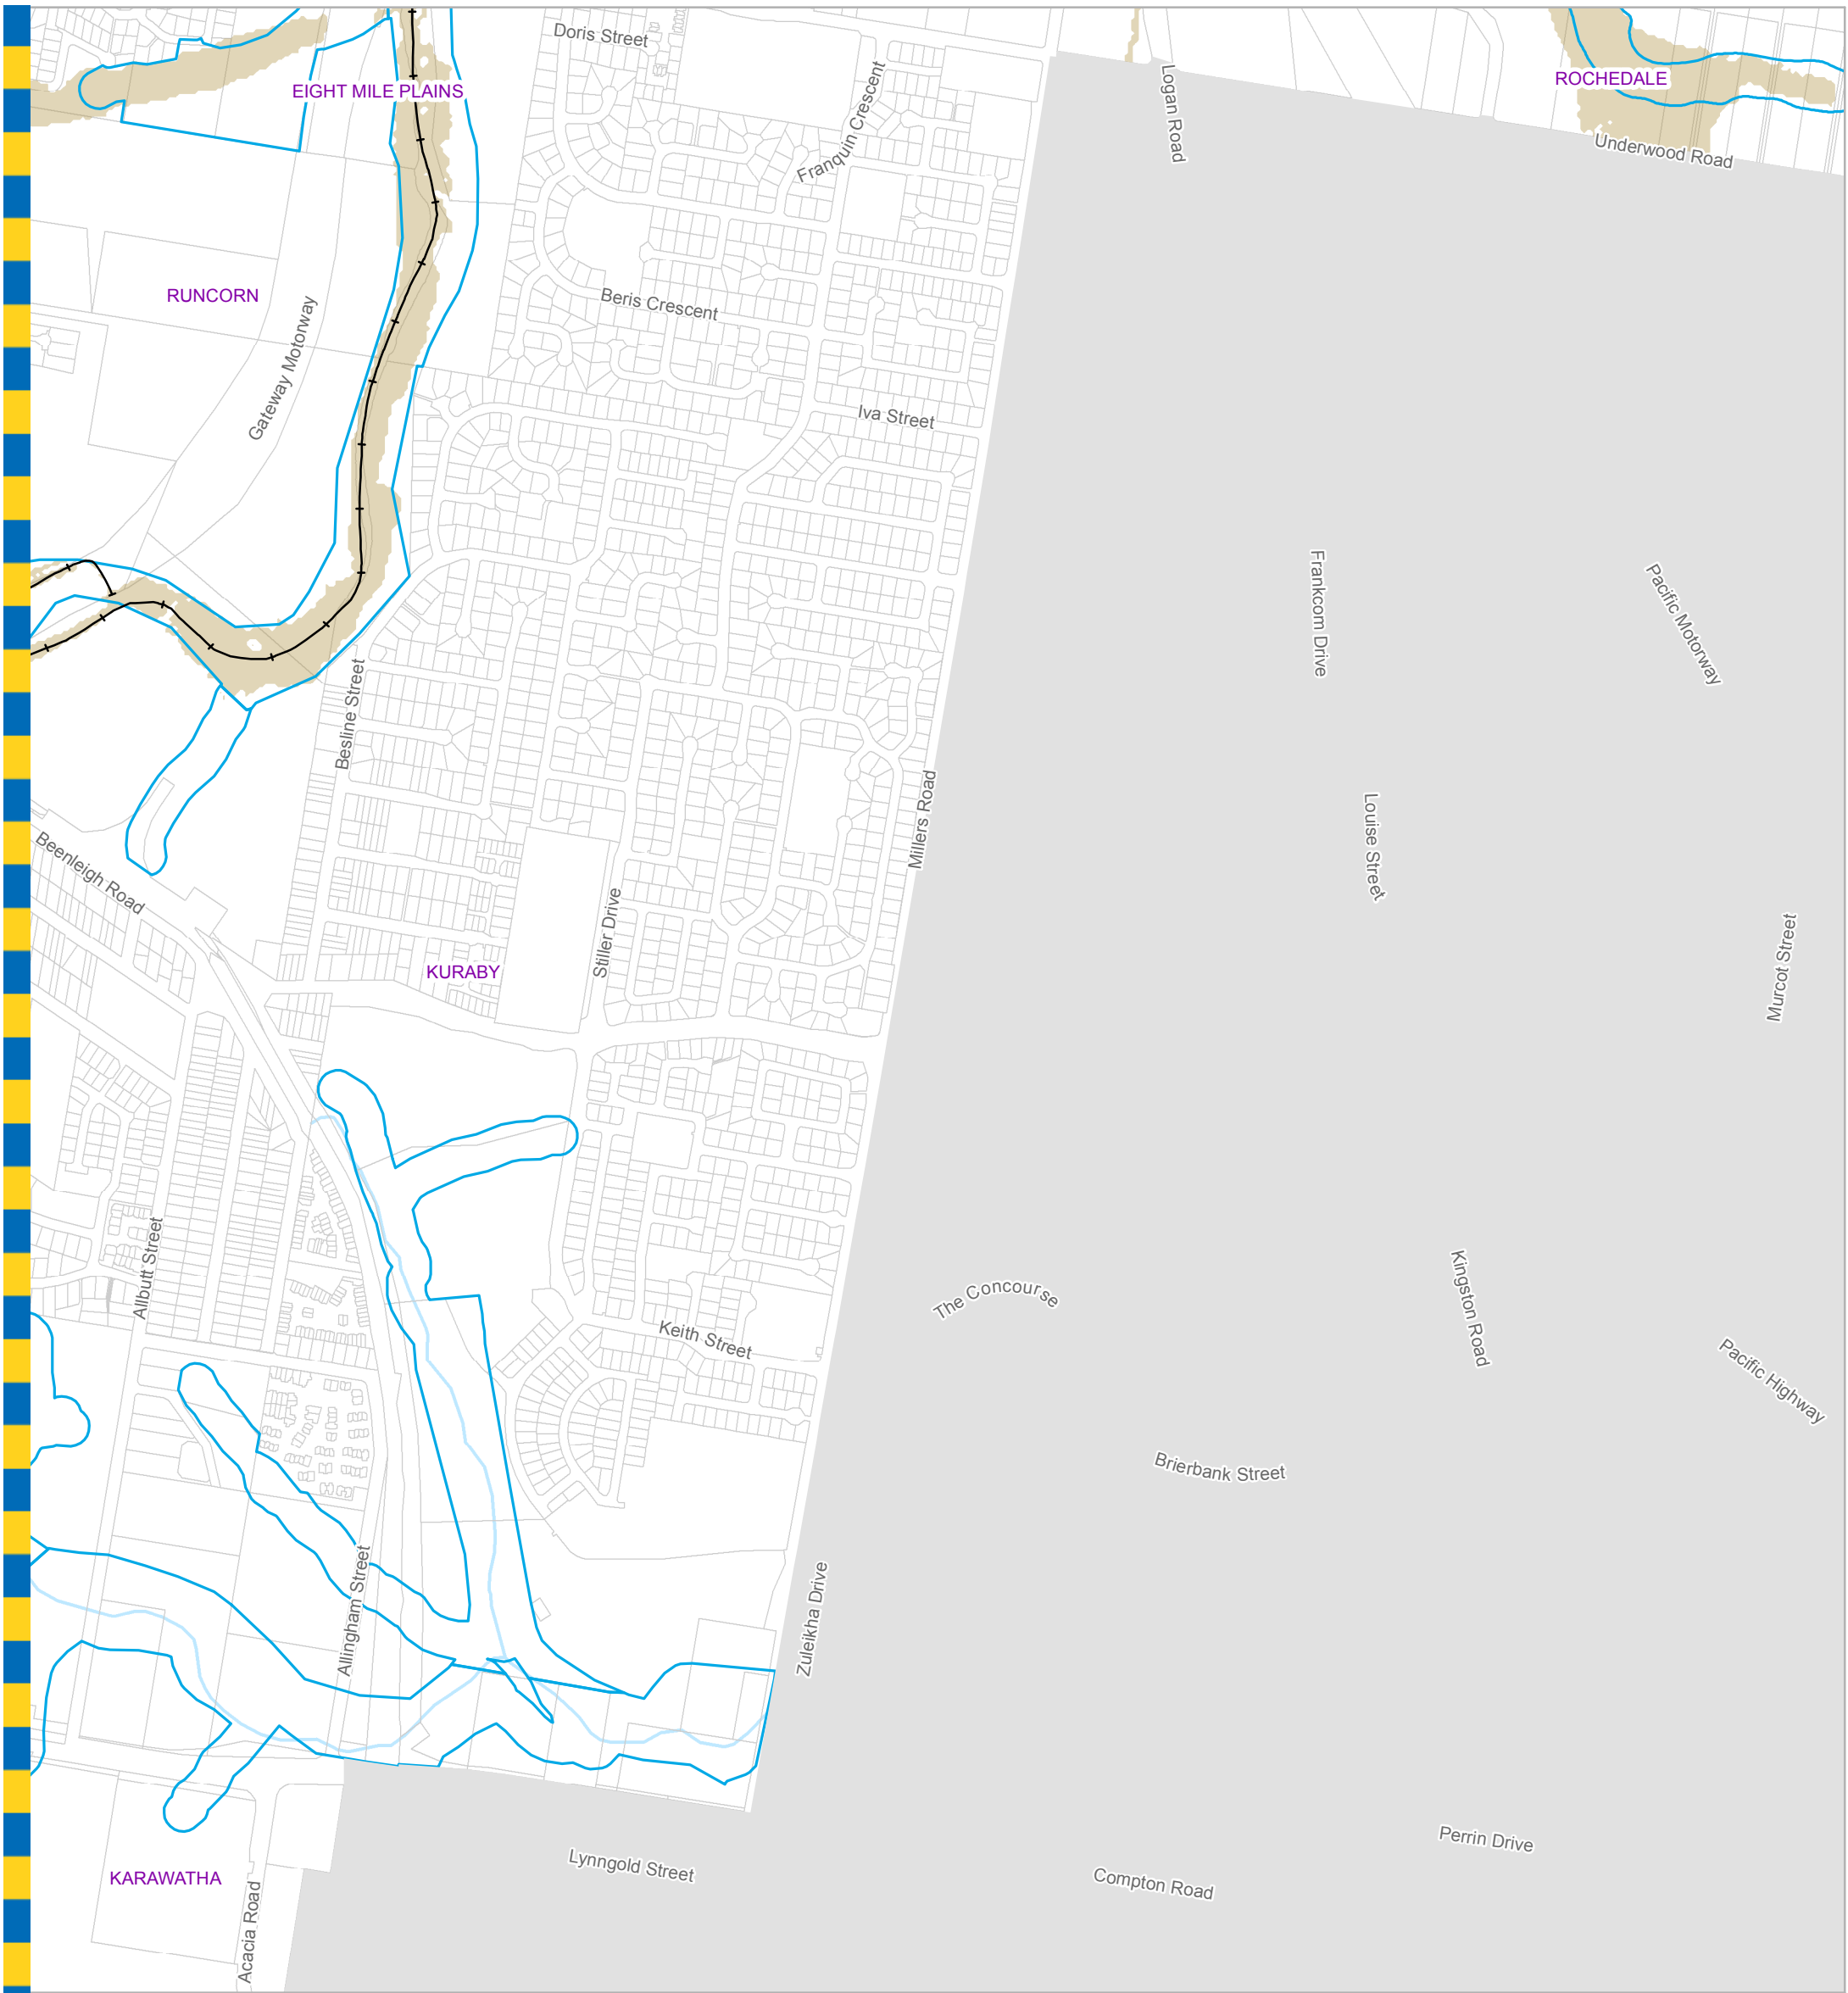 Doris Street
EIGHT MILE PLAINS
Franquin Crescent
Logan Road
ROCHEDALE
Underwood Road
RUNCORN
Gateway Motorway
Beris Crescent
Iva Street
Frankcom Drive
Pacific Motorway
Besline Street
Millers Road
Louise Street
Beenleigh Road
Stiller Drive
Murcot Street
KURABY
Allbutt Street
The Concourse
Kingston Road
Keith Street
Pacific Highway
Brierbank Street
Allingham Street
Zuleikha Drive
Perrin Drive
Lynngold Street
Compton Road
KARAWATHA
Acacia Road